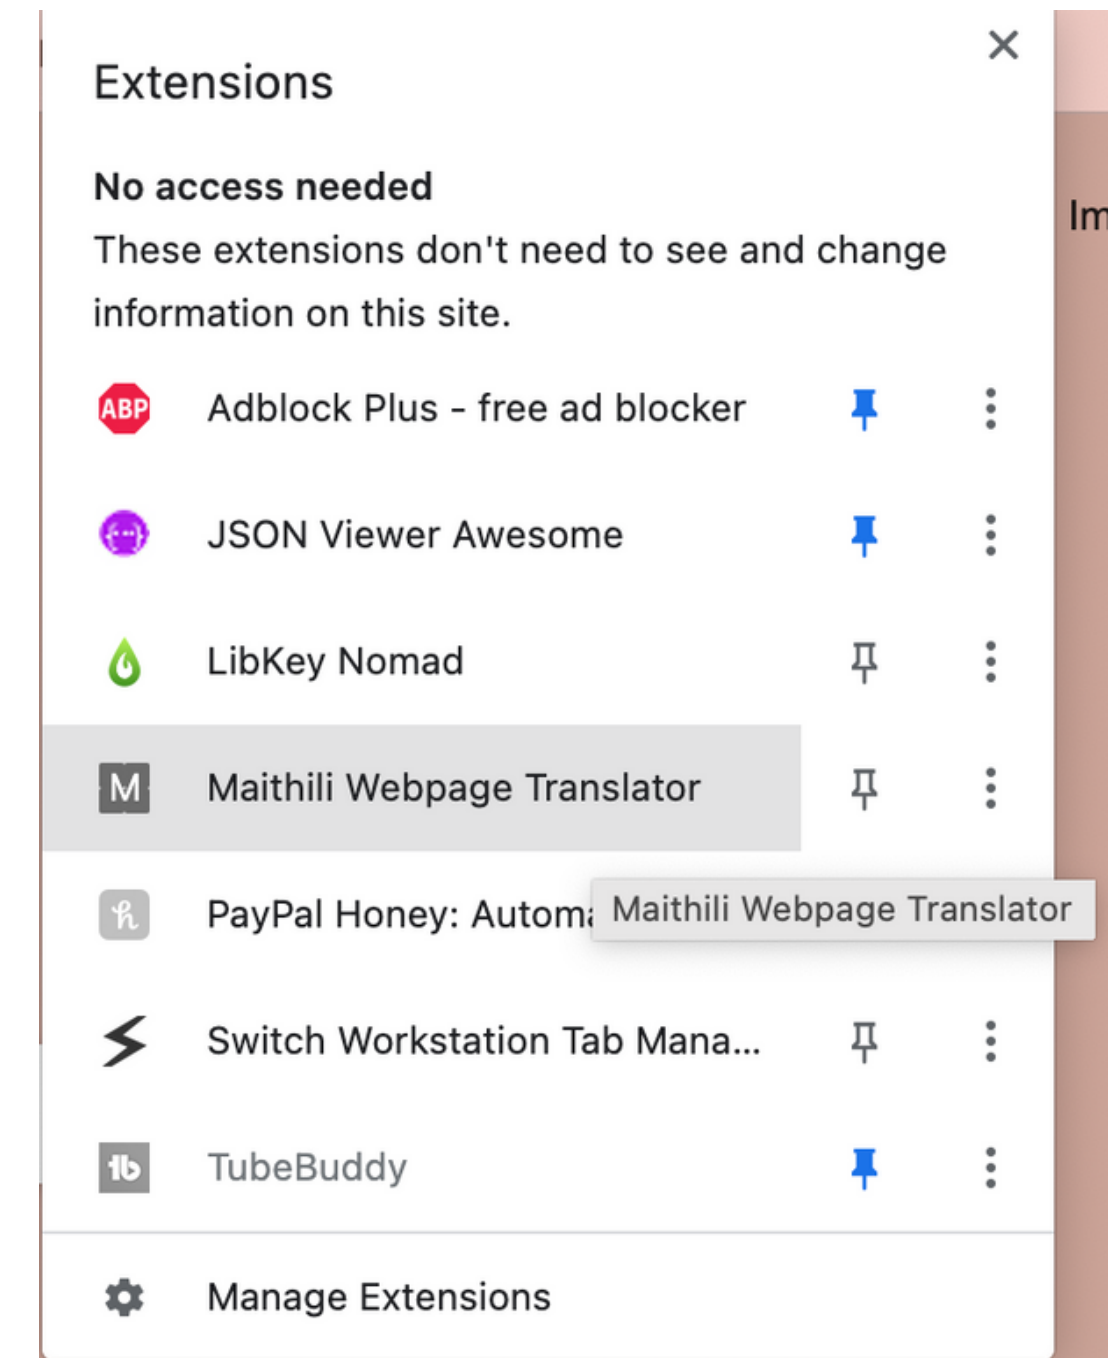 Extensions
No access needed
These extensions don't need to see and change
information on this site.
ABP Adblock Plus - free ad blocker
JSON Viewer Awesome
LibKey Nomad
M Maithili Webpage Translator
h PayPal Honey: Autom
Maithili Webpage Translator
Switch Workstation Tab Mana...
tb TubeBuddy
Manage Extensions
Im